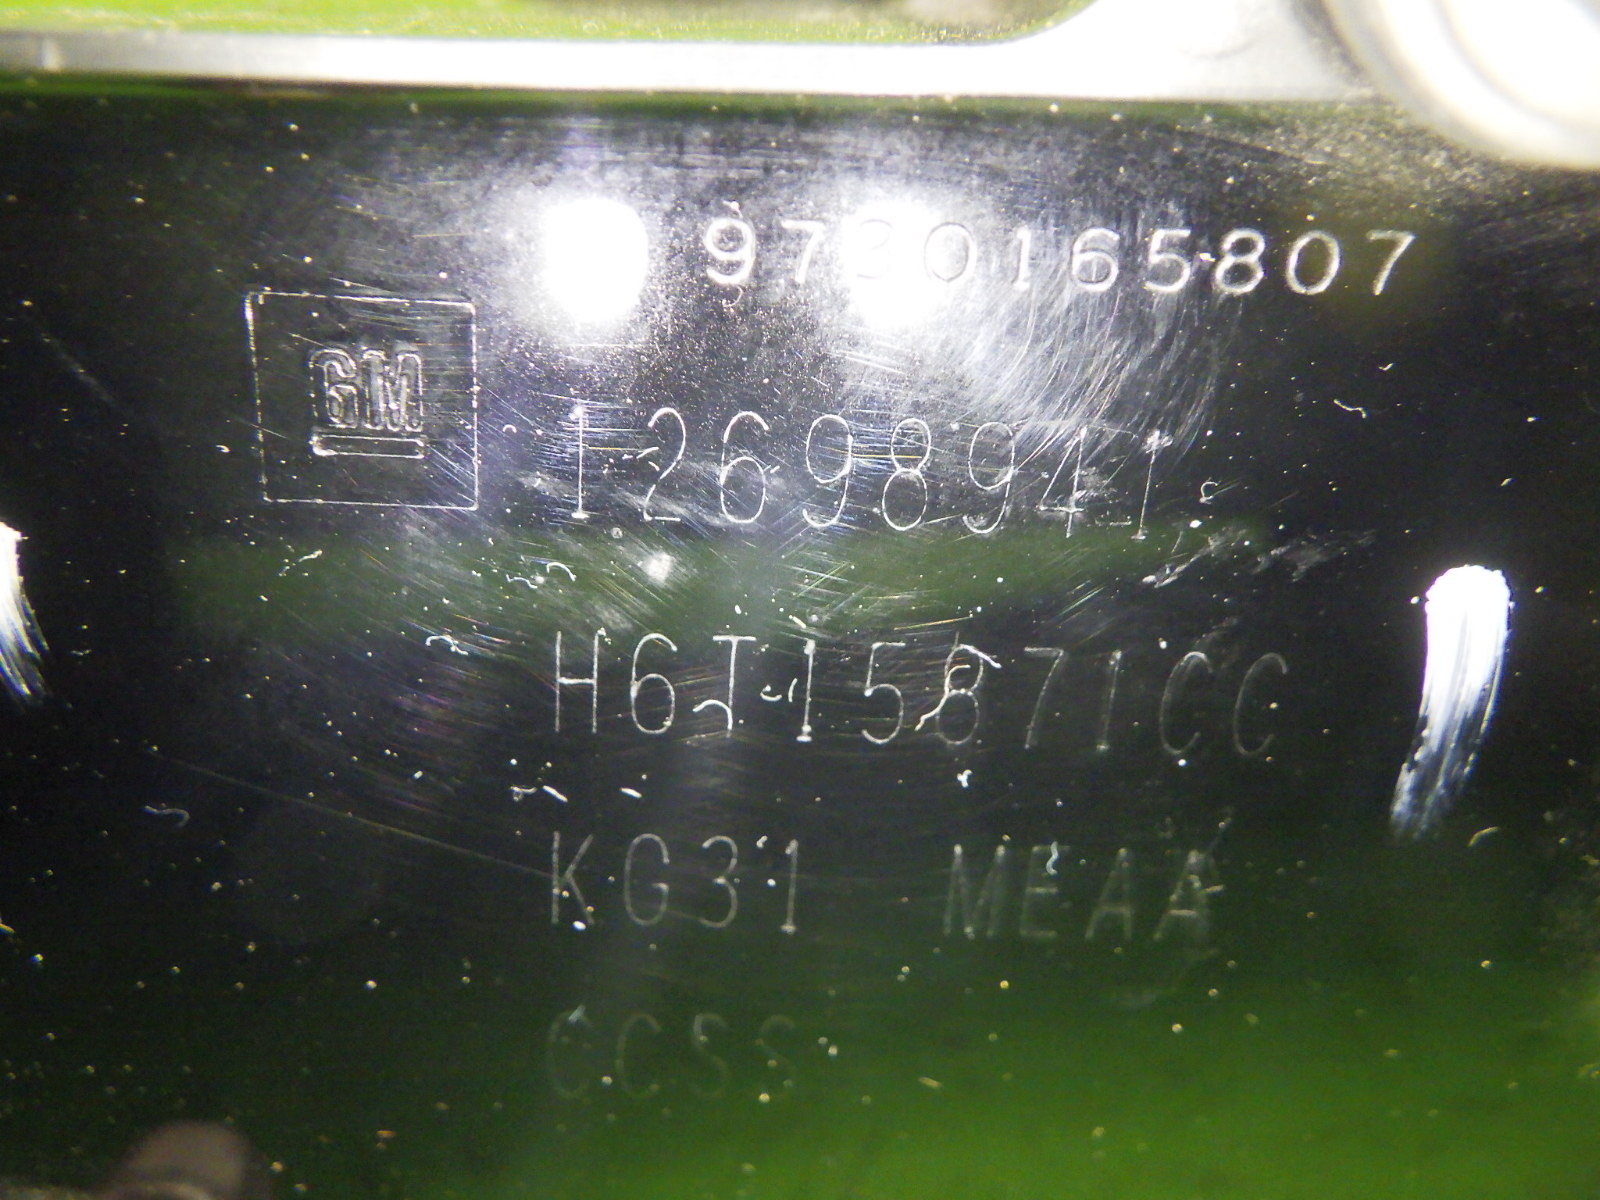 9730165807
GM
12698941
H6T15871CC
KG31 MEAA
CCSS